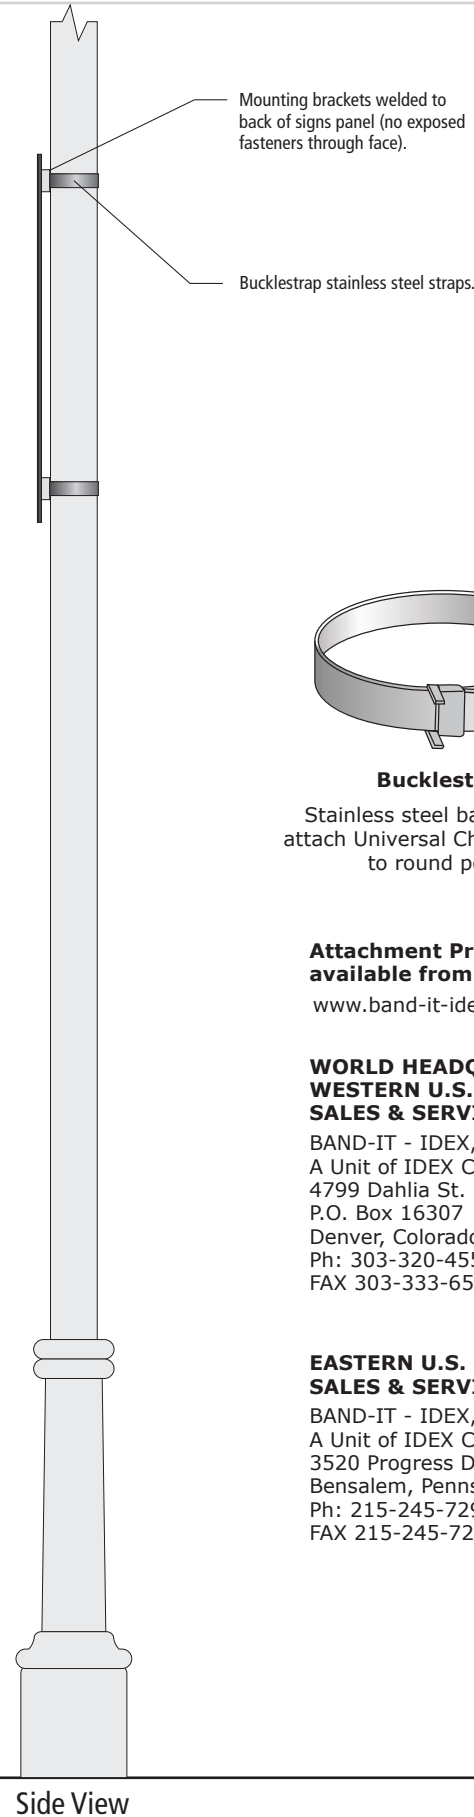 Mounting brackets welded to
back of signs panel (no exposed
fasteners through face).
Bucklestrap stainless steel straps.
Bucklest
Stainless steel ba
attach Universal Ch
to round p
Attachment Pr
available from
www.band-it-ide
WORLD HEADQ
WESTERN U.S.
SALES & SERVI
BAND-IT - IDEX,
A Unit of IDEX C
4799 Dahlia St.
P.O. Box 16307
Denver, Colorado
Ph: 303-320-455
FAX 303-333-65
EASTERN U.S.
SALES & SERVI
BAND-IT - IDEX,
A Unit of IDEX C
3520 Progress D
Bensalem, Penns
Ph: 215-245-729
FAX 215-245-72
Side View